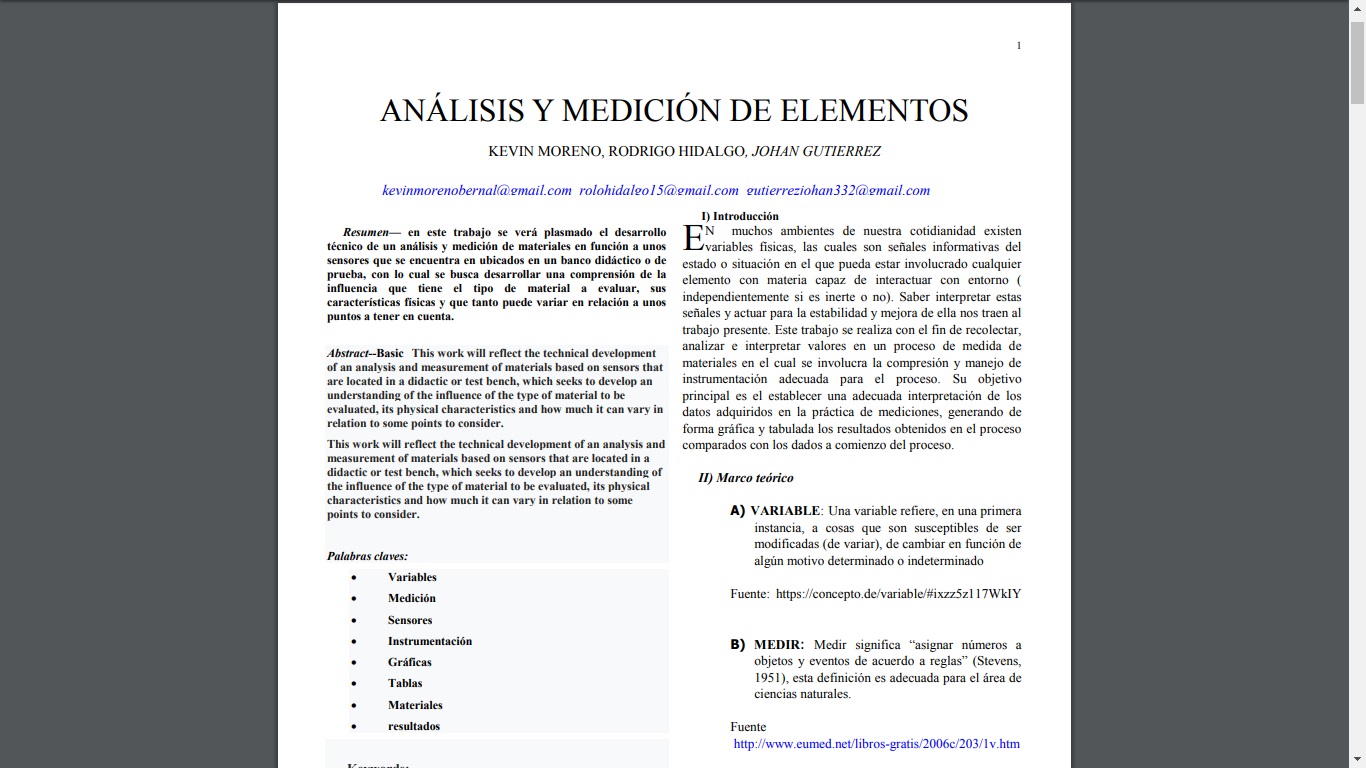 1
ANÁLISIS Y MEDICIÓN DE ELEMENTOS
KEVIN MORENO, RODRIGO HIDALGO, JOHAN GUTIERREZ
kevinmorenobernal@gmail.com rolohidalgo15@gmail.com gutierrezjohan332@gmail.com
Resumen— en este trabajo se verá plasmado el desarrollo
técnico de un análisis y medición de materiales en función a unos
sensores que se encuentra en ubicados en un banco didáctico o de
prueba, con lo cual se busca desarrollar una comprensión de la
influencia que tiene el tipo de material a evaluar, sus
características físicas y que tanto puede variar en relación a unos
puntos a tener en cuenta.
Abstract--Basic This work will reflect the technical development
of an analysis and measurement of materials based on sensors that
are located in a didactic or test bench, which seeks to develop an
understanding of the influence of the type of material to be
evaluated, its physical characteristics and how much it can vary in
relation to some points to consider.
This work will reflect the technical development of an analysis and
measurement of materials based on sensors that are located in a
didactic or test bench, which seeks to develop an understanding of
the influence of the type of material to be evaluated, its physical
characteristics and how much it can vary in relation to some
points to consider.
Palabras claves:
• Variables
• Medición
• Sensores
• Instrumentación
• Gráficas
• Tablas
• Materiales
• resultados
Keywords:
I) Introducción
EN muchos ambientes de nuestra cotidianidad existen
variables físicas, las cuales son señales informativas del
estado o situación en el que pueda estar involucrado cualquier
elemento con materia capaz de interactuar con entorno (
independientemente si es inerte o no). Saber interpretar estas
señales y actuar para la estabilidad y mejora de ella nos traen al
trabajo presente. Este trabajo se realiza con el fin de recolectar,
analizar e interpretar valores en un proceso de medida de
materiales en el cual se involucra la compresión y manejo de
instrumentación adecuada para el proceso. Su objetivo
principal es el establecer una adecuada interpretación de los
datos adquiridos en la práctica de mediciones, generando de
forma gráfica y tabulada los resultados obtenidos en el proceso
comparados con los dados a comienzo del proceso.
II) Marco teórico
A) VARIABLE: Una variable refiere, en una primera
instancia, a cosas que son susceptibles de ser
modificadas (de variar), de cambiar en función de
algún motivo determinado o indeterminado
Fuente: https://concepto.de/variable/#ixzz5z117WkIY
B) MEDIR: Medir significa “asignar números a
objetos y eventos de acuerdo a reglas” (Stevens,
1951), esta definición es adecuada para el área de
ciencias naturales.
Fuente
http://www.eumed.net/libros-gratis/2006c/203/1v.htm